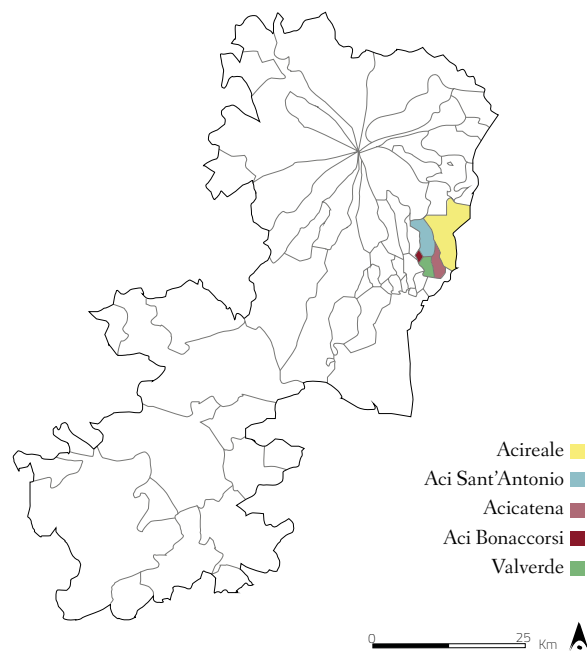 Acireale
Aci Sant'Antonio
Acicatena
Aci Bonaccorsi
Valverde
0 25 Km